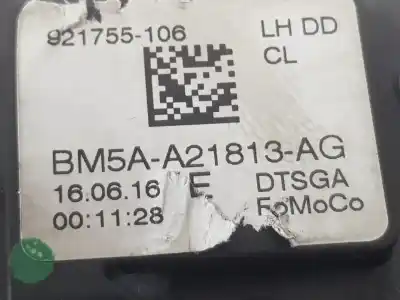 921755-106 LH DD
CL
BM5A-A21813-AG
16.06.16 E DTSGA
00:11:28 FoMoCo